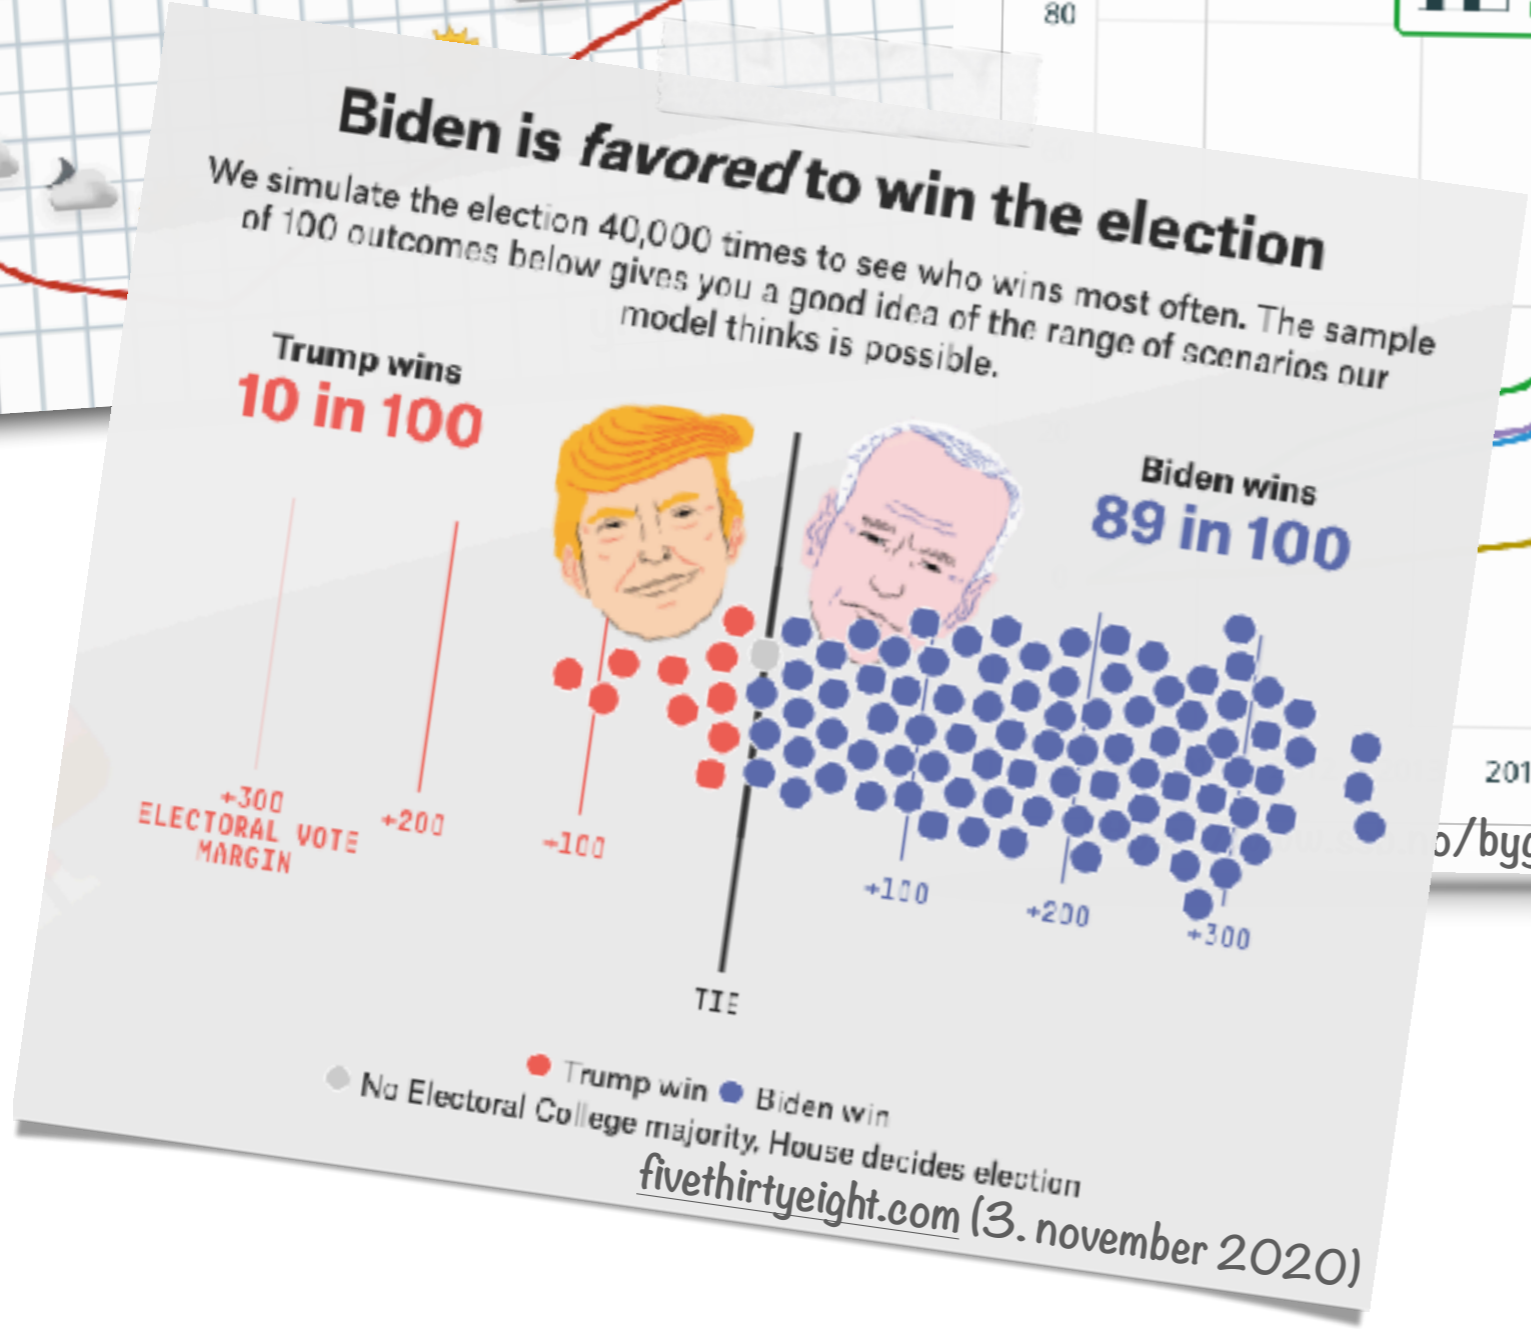 80
Biden is favored to win the election
We simulate the election 40,000 times to see who wins most often. The sample
of 100 outcomes below gives you a good idea of the range of scenarios our
model thinks is possible.
Trump wins
10 in 100
Biden wins
89 in 100
+300
ELECTORAL VOTE
MARGIN
+200
+100
+100
+200
+300
TIE
Trump win
Biden win
No Electoral College majority, House decides election
fivethirtyeight.com (3. november 2020)
201
o/byg